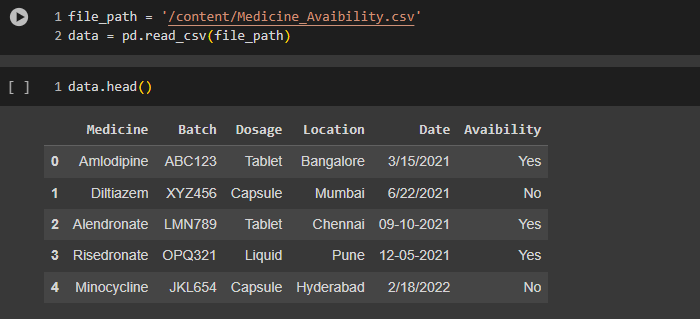 1 file_path = '/content/Medicine_Avaibility.csv'
2 data = pd.read_csv(file_path)
[ ] 1 data.head()
Medicine Batch Dosage Location Date Avaibility
0 Amlodipine ABC123 Tablet Bangalore 3/15/2021 Yes
1 Diltiazem XYZ456 Capsule Mumbai 6/22/2021 No
2 Alendronate LMN789 Tablet Chennai 09-10-2021 Yes
3 Risedronate OPQ321 Liquid Pune 12-05-2021 Yes
4 Minocycline JKL654 Capsule Hyderabad 2/18/2022 No